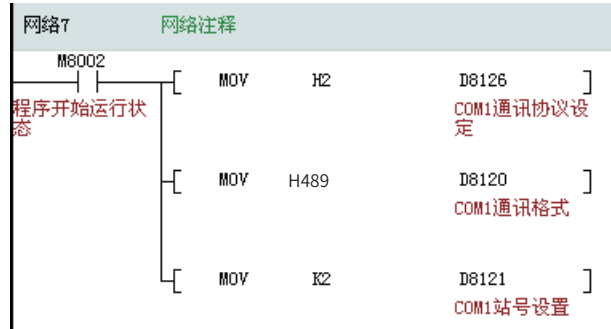 网络7 网络注释
M8002
MOV H2 D8126
程序开始运行状
态
COM1通讯协议设
定
MOV H489 D8120
COM1通讯格式
MOV K2 D8121
COM1站号设置